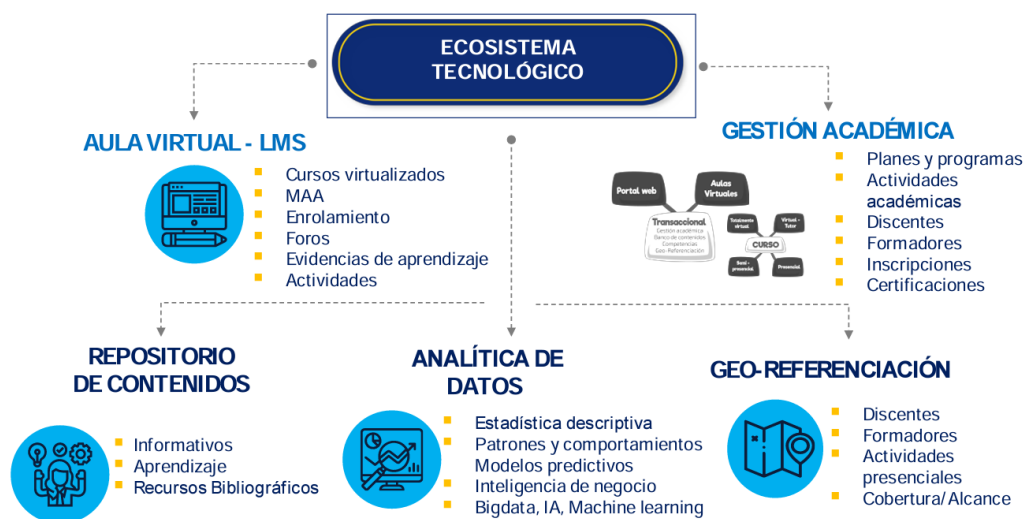 ECOSISTEMA
TECNOLÓGICO
AULA VIRTUAL - LMS
Cursos virtualizados
MAA
Enrolamiento
Foros
Evidencias de aprendizaje
Actividades
GESTIÓN ACADÉMICA
Portal web
Aulas
Virtuales
Transaccional
Gestión académica
Banco de contenidos
Competencias
Geo-Referenciación
Totalmente
virtual
Virtual -
Tutor
CURSO
Semi -
presencial
Presencial
Planes y programas
Actividades
académicas
Discentes
Formadores
Inscripciones
Certificaciones
REPOSITORIO
DE CONTENIDOS
Informativos
Aprendizaje
Recursos Bibliográficos
ANALÍTICA DE
DATOS
Estadística descriptiva
Patrones y comportamientos
Modelos predictivos
Inteligencia de negocio
Bigdata, IA, Machine learning
GEO-REFERENCIACIÓN
Discentes
Formadores
Actividades
presenciales
Cobertura/Alcance